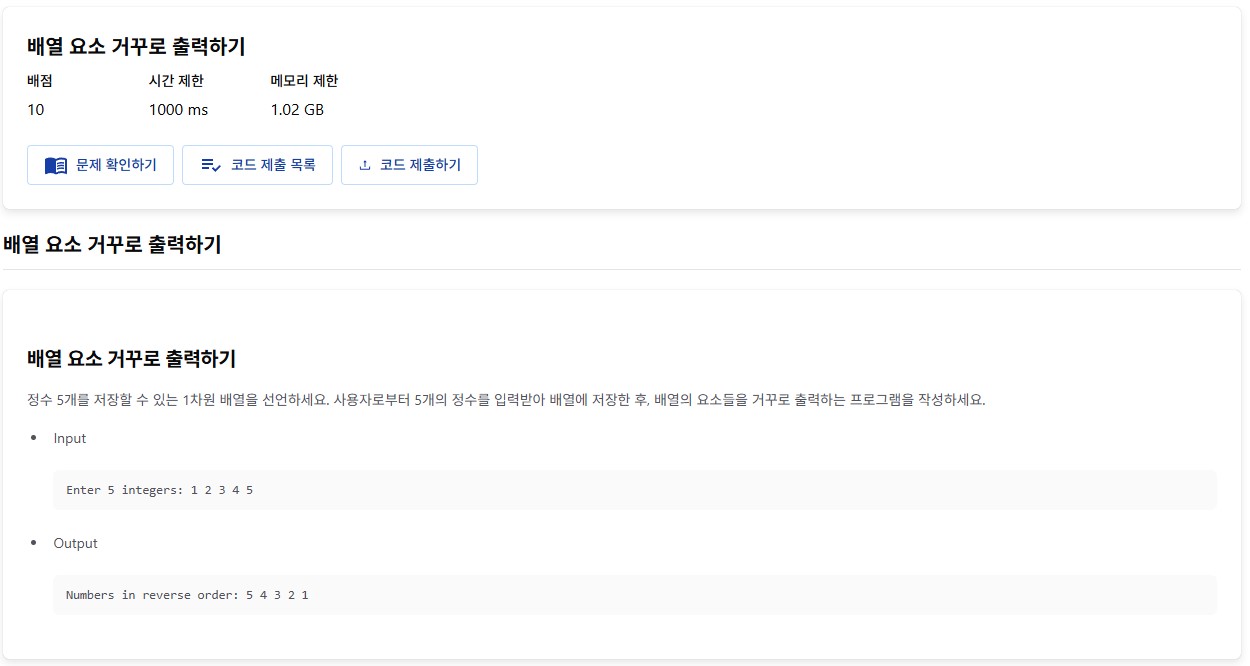 배열 요소 거꾸로 출력하기
배점 시간 제한 메모리 제한
10 1000 ms 1.02 GB
문제 확인하기 코드 제출 목록 코드 제출하기
배열 요소 거꾸로 출력하기
배열 요소 거꾸로 출력하기
정수 5개를 저장할 수 있는 1차원 배열을 선언하세요. 사용자로부터 5개의 정수를 입력받아 배열에 저장한 후, 배열의 요소들을 거꾸로 출력하는 프로그램을 작성하세요.
Input
Enter 5 integers: 1 2 3 4 5
Output
Numbers in reverse order: 5 4 3 2 1